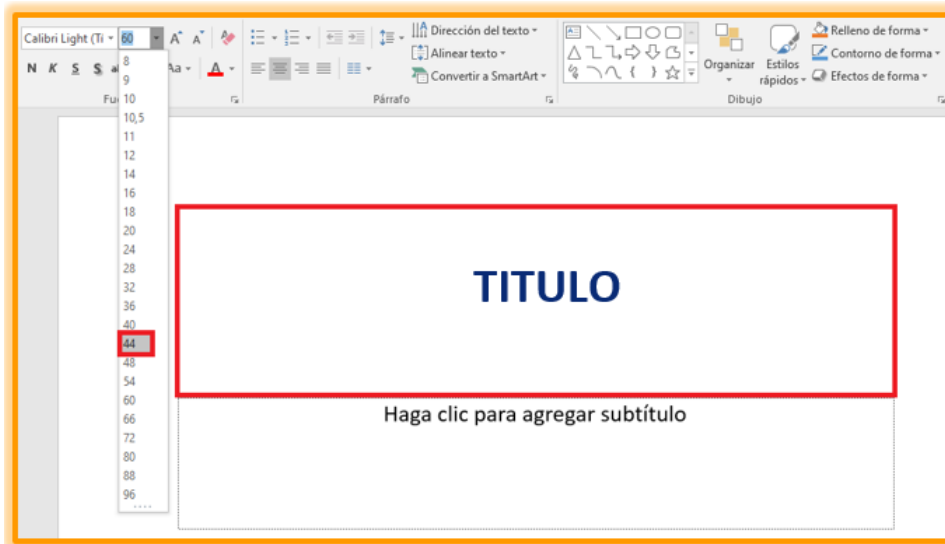 Calibri Light (Ti
60
Dirección del texto
Alinear texto
Convertir a SmartArt
Organizar
Estilos
rápidos
Relleno de forma
Contorno de forma
Efectos de forma
N K S S
Aa
A
Párrafo
Dibujo
8
9
10
10,5
11
12
14
16
18
20
24
28
32
36
40
44
48
54
60
66
72
80
88
96
TITULO
Haga clic para agregar subtítulo